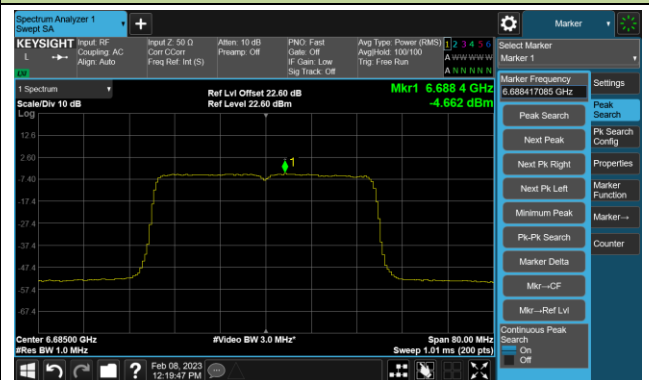 Spectrum Analyzer 1
Swept SA
+
Marker
KEYSIGHT
L
Input: RF
Coupling: AC
Align: Auto
Input Z: 50 Ω
Corr CCorr
Freq Ref: Int (S)
Atten: 10 dB
Preamp: Off
PNO: Fast
Gate: Off
IF Gain: Low
Sig Track: Off
Avg Type: Power (RMS)
Avg|Hold: 100/100
Trig: Free Run
1 2 3 4 5 6
A W W W W W
A N N N N N
Select Marker
Marker 1
1 Spectrum
Scale/Div 10 dB
Log
Ref Lvl Offset 22.60 dB
Ref Level 22.60 dBm
Mkr1 6.688 4 GHz
-4.662 dBm
12.6
2.60
-7.40
-17.4
-27.4
-37.4
-47.4
-57.4
-67.4
1
Center 6.68500 GHz
#Res BW 1.0 MHz
#Video BW 3.0 MHz*
Span 80.00 MHz
Sweep 1.01 ms (200 pts)
Marker Frequency
6.688417085 GHz
Peak Search
Next Peak
Next Pk Right
Next Pk Left
Minimum Peak
Pk-Pk Search
Marker Delta
Mkr→CF
Mkr→Ref Lvl
Continuous Peak
Search
On
Off
Settings
Peak
Search
Pk Search
Config
Properties
Marker
Function
Marker→
Counter
?
Feb 08, 2023
12:19:47 PM